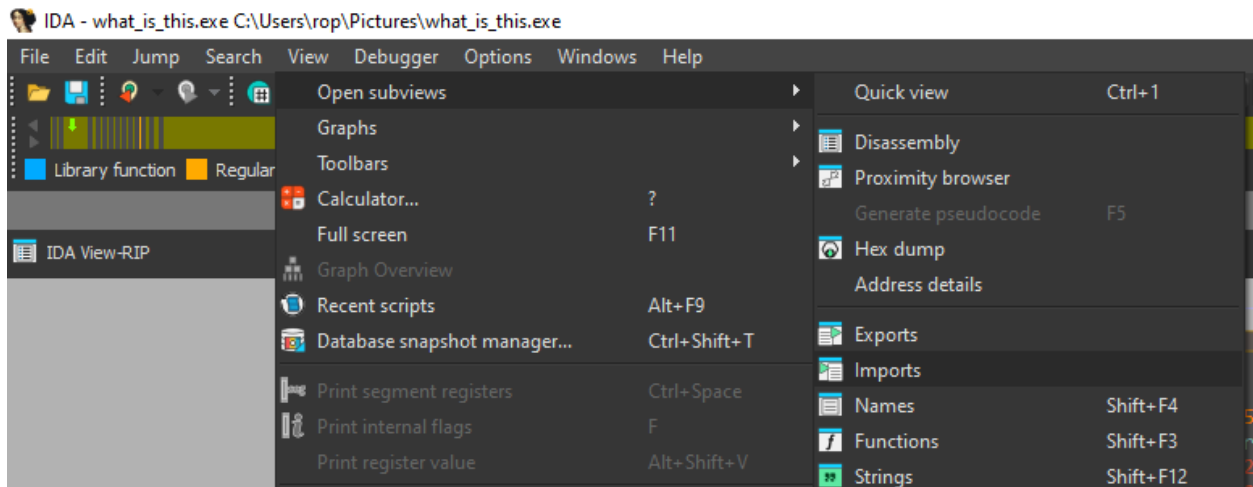 IDA - what_is_this.exe C:\Users\rop\Pictures\what_is_this.exe
File Edit Jump Search View Debugger Options Windows Help
Open subviews
Quick view Ctrl+1
Graphs
Disassembly
Library function Regular
Toolbars
Proximity browser
Calculator... ?
Generate pseudocode F5
Full screen F11
IDA View-RIP
Hex dump
Graph Overview
Address details
Recent scripts Alt+F9
Exports
Database snapshot manager... Ctrl+Shift+T
Imports
Print segment registers Ctrl+Space
Names Shift+F4
Print internal flags F
Functions Shift+F3
Print register value Alt+Shift+V
Strings Shift+F12